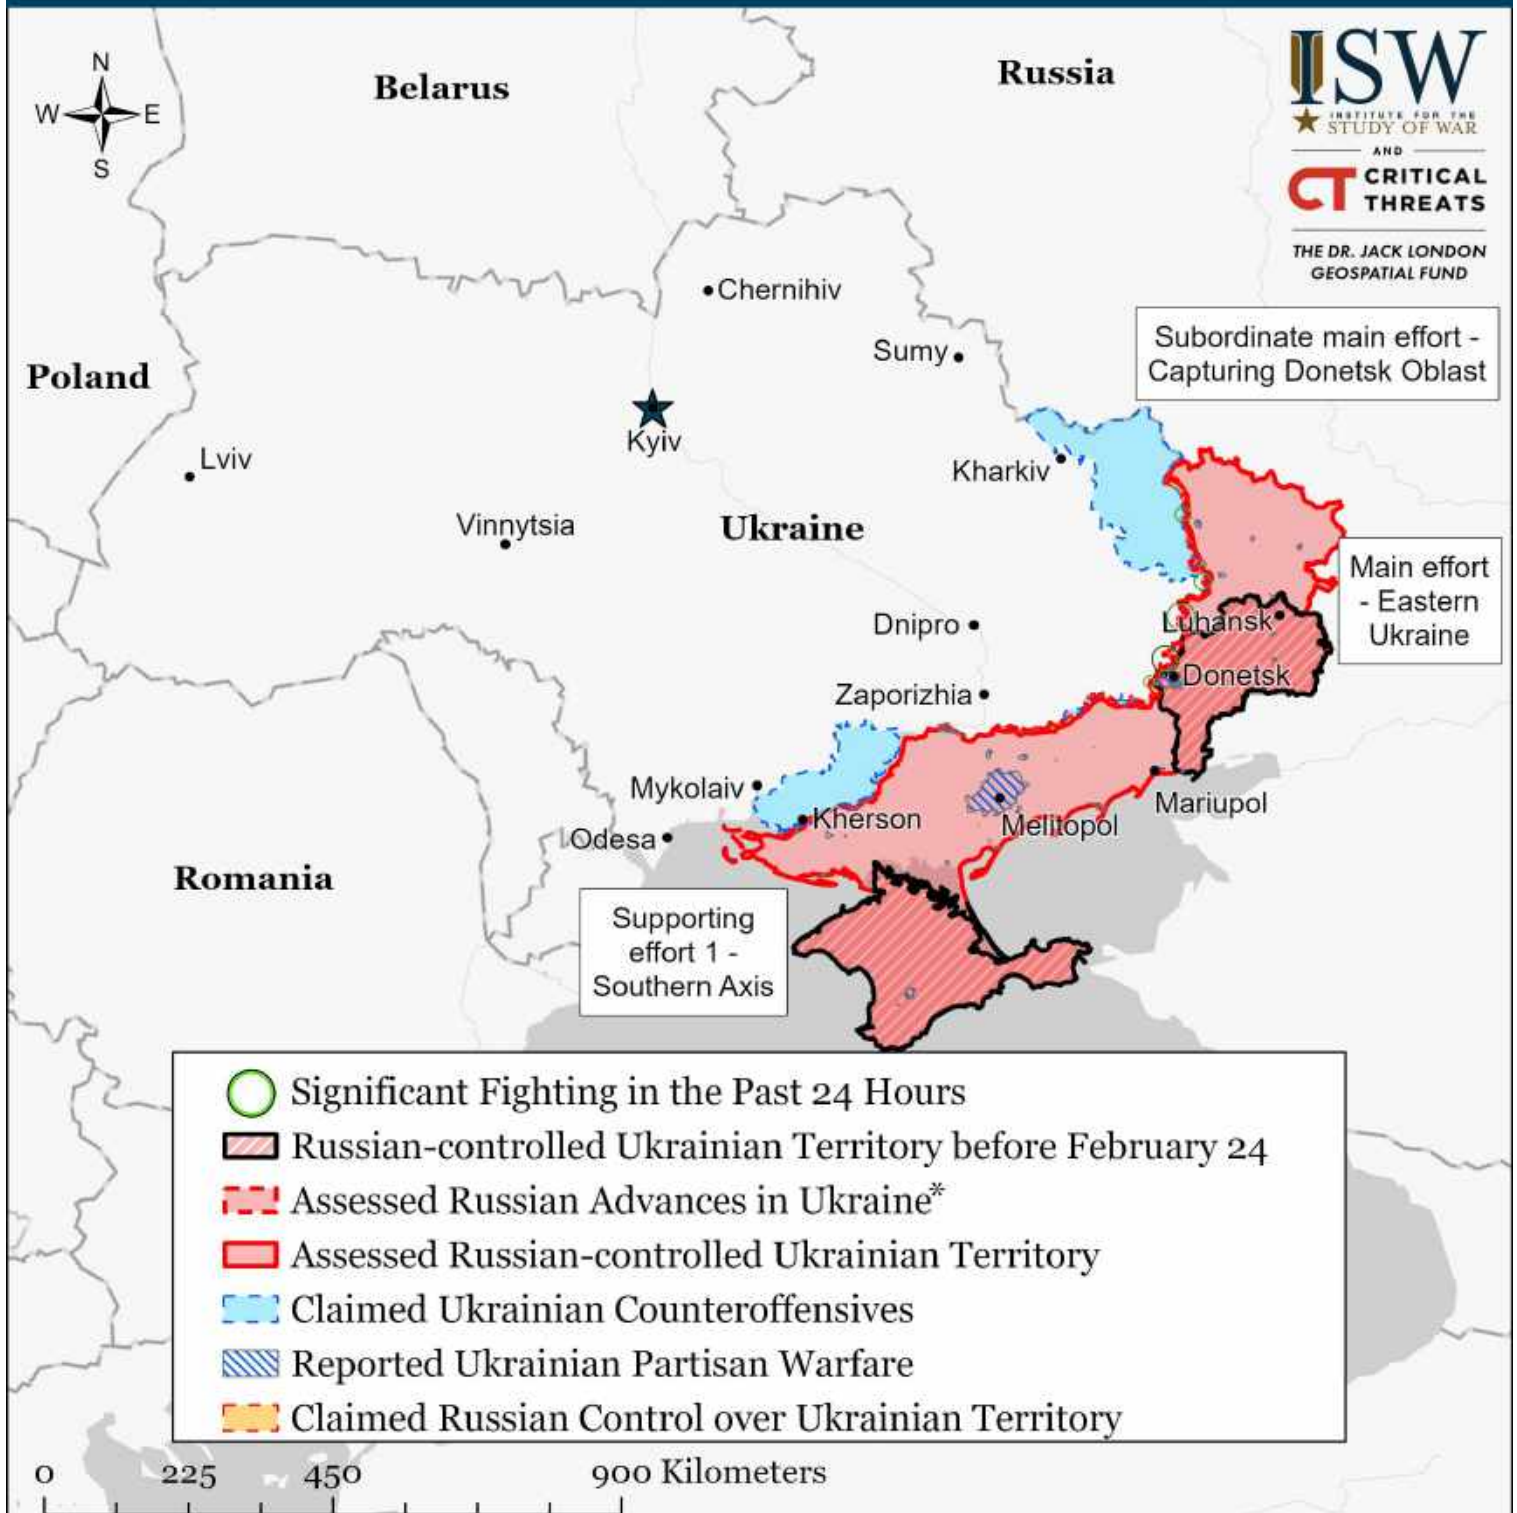 N
W E
S
Belarus
Russia
ISW
INSTITUTE FOR THE
STUDY OF WAR
AND
CT CRITICAL
THREATS
THE DR. JACK LONDON
GEOSPATIAL FUND
Chernihiv
Subordinate main effort -
Capturing Donetsk Oblast
Sumy
Poland
Kyiv
Lviv
Kharkiv
Vinnytsia
Ukraine
Main effort
- Eastern
Ukraine
Dnipro
Luhansk
Donetsk
Zaporizhia
Mykolaiv
Mariupol
Kherson
Melitopol
Odesa
Romania
Supporting
effort 1 -
Southern Axis
Significant Fighting in the Past 24 Hours
Russian-controlled Ukrainian Territory before February 24
Assessed Russian Advances in Ukraine*
Assessed Russian-controlled Ukrainian Territory
Claimed Ukrainian Counteroffensives
Reported Ukrainian Partisan Warfare
Claimed Russian Control over Ukrainian Territory
0 225 450 900 Kilometers